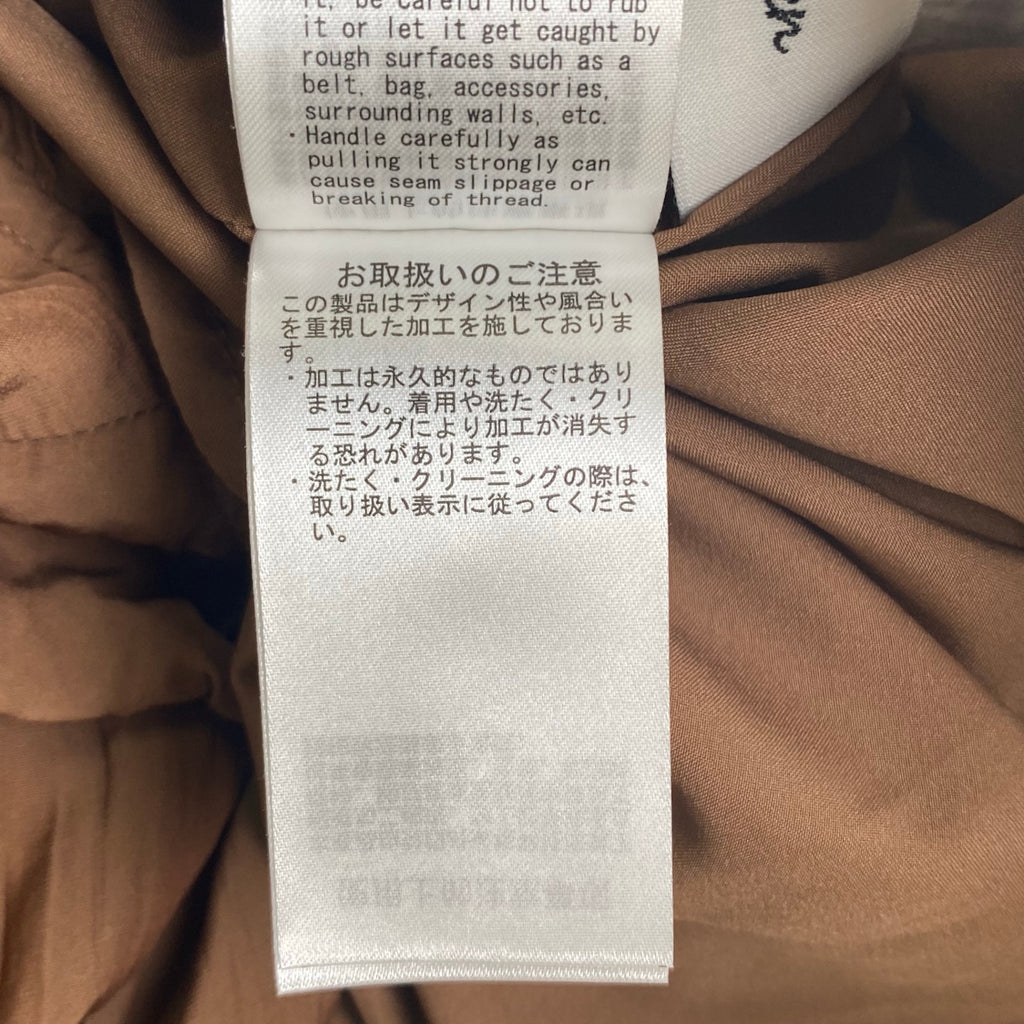 it, be careful not to rub
it or let it get caught by
rough surfaces such as a
belt, bag, accessories,
surrounding walls, etc.
・Handle carefully as
pulling it strongly can
cause seam slippage or
breaking of thread.
お取扱いのご注意
この製品はデザイン性や風合い
を重視した加工を施しておりま
す。
・加工は永久的なものではあり
ません。着用や洗たく・クリ
ーニングにより加工が消失す
る恐れがあります。
・洗たく・クリーニングの際は、
取り扱い表示に従ってくださ
い。